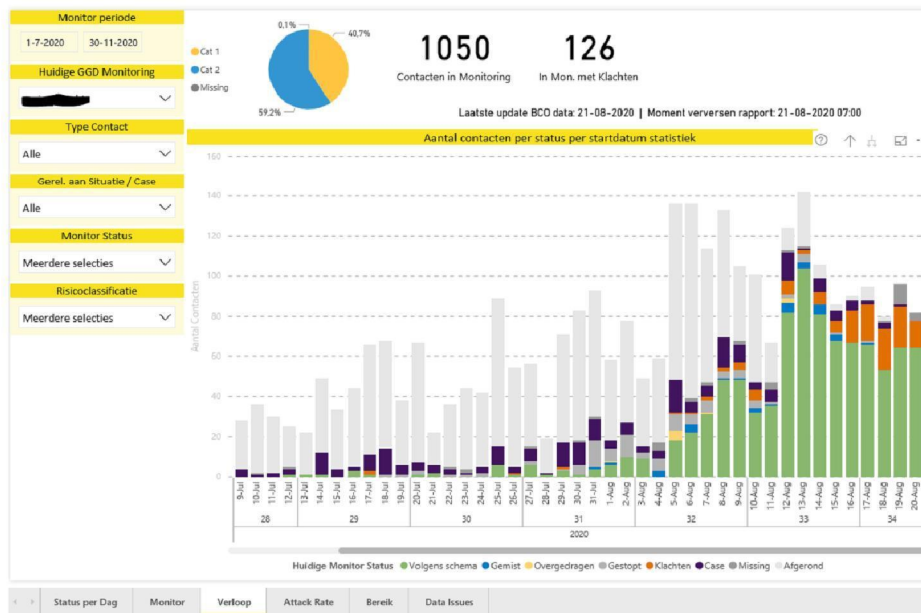 Monitor periode
1-7-2020 30-11-2020
Huidige GGD Monitoring
Type Contact
Alle
Gerel. aan Situatie / Case
Alle
Monitor Status
Meerdere selecties
Risicoclassificatie
Meerdere selecties
Cat 1
Cat 2
Missing
0,1%
40,7%
59,2%
1050
Contacten in Monitoring
126
In Mon. met Klachten
Laatste update BCO data: 21-08-2020 | Moment verversen rapport: 21-08-2020 07:00
Aantal contacten per status per startdatum statistiek
Aantal Contacten
160
140
120
100
80
60
40
20
0
9-Jul 10-Jul 11-Jul 12-Jul 13-Jul 14-Jul 15-Jul 16-Jul 17-Jul 18-Jul 19-Jul 20-Jul 21-Jul 22-Jul 23-Jul 24-Jul 25-Jul 26-Jul 27-Jul 28-Jul 29-Jul 30-Jul 31-Jul 1-Aug 2-Aug 3-Aug 4-Aug 5-Aug 6-Aug 7-Aug 8-Aug 9-Aug 10-Aug 11-Aug 12-Aug 13-Aug 14-Aug 15-Aug 16-Aug 17-Aug 18-Aug 19-Aug 20-Aug
28 29 30 31 32 33 34
2020
Huidige Monitor Status Volgens schema Gemist Overgedragen Gestopt Klachten Case Missing Afgerond
Status per Dag Monitor Verloop Attack Rate Bereik Data Issues